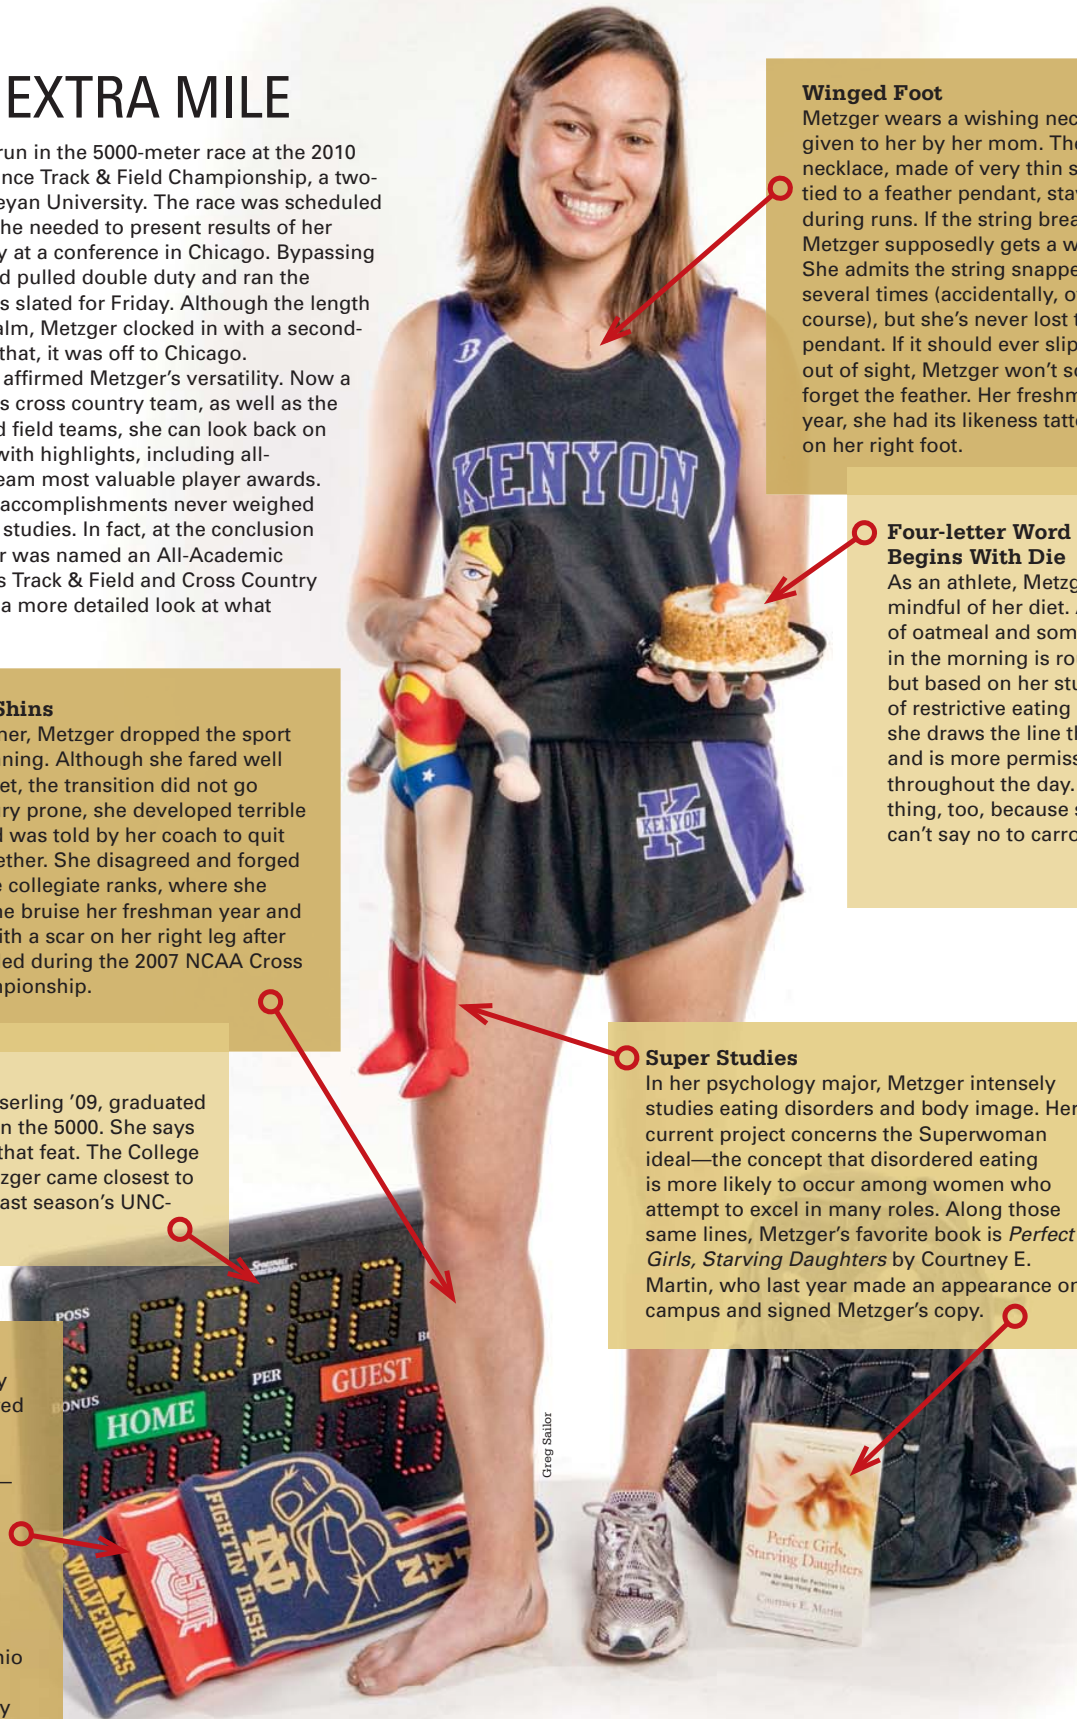 EXTRA MILE
run in the 5000-meter race at the 2010
nce Track & Field Championship, a two-
eyan University. The race was scheduled
he needed to present results of her
y at a conference in Chicago. Bypassing
d pulled double duty and ran the
s slated for Friday. Although the length
alm, Metzger clocked in with a second-
that, it was off to Chicago.
affirmed Metzger's versatility. Now a
s cross country team, as well as the
d field teams, she can look back on
with highlights, including all-
eam most valuable player awards.
accomplishments never weighed
studies. In fact, at the conclusion
r was named an All-Academic
s Track & Field and Cross Country
a more detailed look at what
Winged Foot
Metzger wears a wishing nec
given to her by her mom. The
necklace, made of very thin s
tied to a feather pendant, sta
during runs. If the string brea
Metzger supposedly gets a w
She admits the string snappe
several times (accidentally, o
course), but she's never lost t
pendant. If it should ever slip
out of sight, Metzger won't so
forget the feather. Her freshm
year, she had its likeness tatt
on her right foot.
Four-letter Word
Begins With Die
As an athlete, Metzg
mindful of her diet. A
of oatmeal and som
in the morning is ro
but based on her stu
of restrictive eating
she draws the line th
and is more permiss
throughout the day.
thing, too, because s
can't say no to carro
B
KENYON
K
KENYON
Shins
ner, Metzger dropped the sport
nning. Although she fared well
et, the transition did not go
ury prone, she developed terrible
d was told by her coach to quit
ether. She disagreed and forged
e collegiate ranks, where she
ne bruise her freshman year and
ith a scar on her right leg after
led during the 2007 NCAA Cross
mpionship.
serling '09, graduated
n the 5000. She says
that feat. The College
zger came closest to
ast season's UNC-
Super Studies
In her psychology major, Metzger intensely
studies eating disorders and body image. Her
current project concerns the Superwoman
ideal—the concept that disordered eating
is more likely to occur among women who
attempt to excel in many roles. Along those
same lines, Metzger's favorite book is Perfect
Girls, Starving Daughters by Courtney E.
Martin, who last year made an appearance on
campus and signed Metzger's copy.
POSS
BONUS
PER
HOME
GUEST
y
ed
—
nio
y
WOLVERINES
OHIO STATE
FIGHTIN' IRISH
ND
Greg Sailor
Perfect Girls,
Starving Daughters
How the Quest for Perfection Is
Harming Young Women
Courtney E. Martin